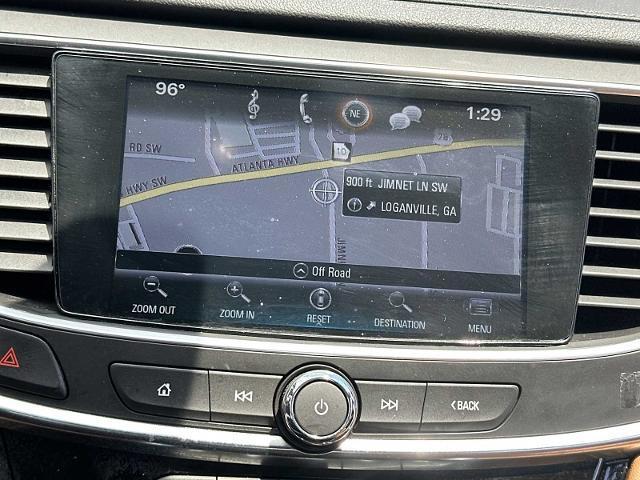 96°
NE
1:29
78
RD SW
10
ATLANTA HWY
HWY SW
900 ft JIMNET LN SW
LOGANVILLE, GA
JIMN
Off Road
ZOOM OUT
ZOOM IN
RESET
DESTINATION
MENU
BACK